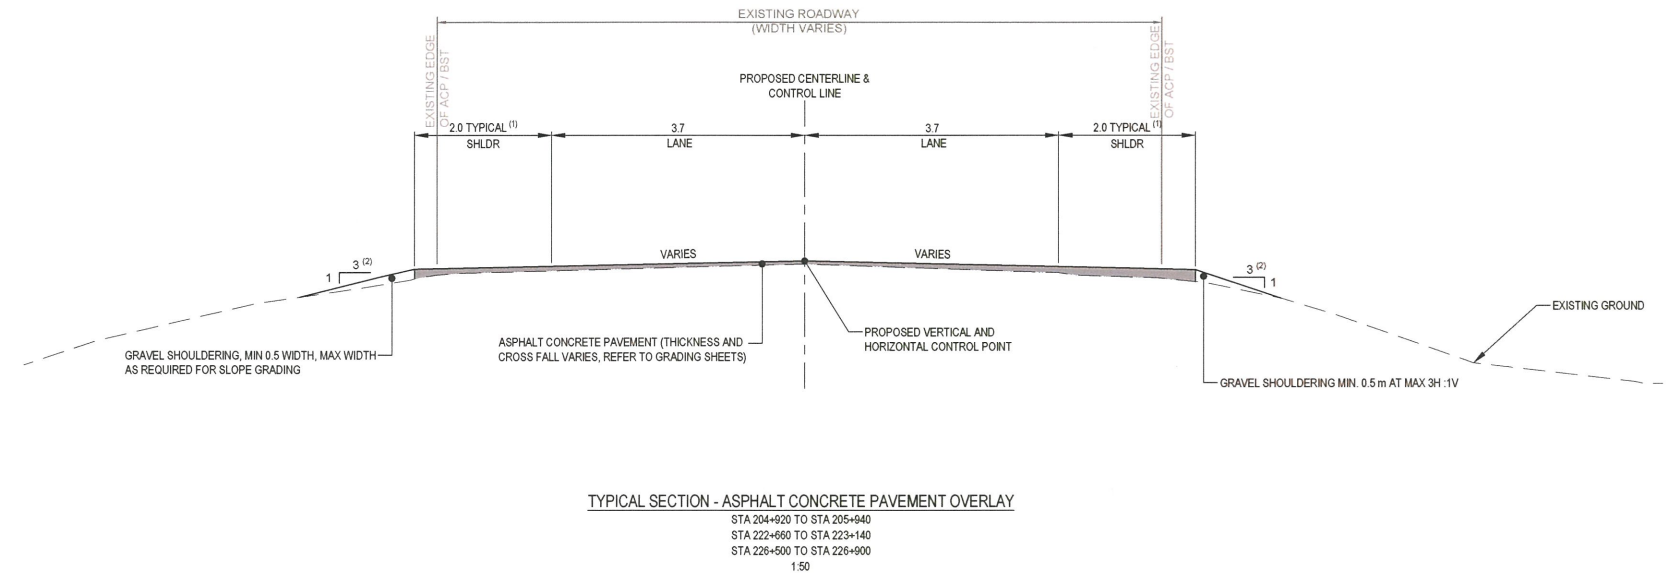 EXISTING ROADWAY
(WIDTH VARIES)
EXISTING EDGE
OF ACP / BST
EXISTING EDGE
OF ACP / BST
PROPOSED CENTERLINE &
CONTROL LINE
2.0 TYPICAL (1)
SHLDR
3.7
LANE
3.7
LANE
2.0 TYPICAL (1)
SHLDR
VARIES
VARIES
3 (2)
1
3 (2)
1
EXISTING GROUND
GRAVEL SHOULDERING, MIN 0.5 WIDTH, MAX WIDTH
AS REQUIRED FOR SLOPE GRADING
ASPHALT CONCRETE PAVEMENT (THICKNESS AND
CROSS FALL VARIES, REFER TO GRADING SHEETS)
PROPOSED VERTICAL AND
HORIZONTAL CONTROL POINT
GRAVEL SHOULDERING MIN. 0.5 m AT MAX 3H :1V
TYPICAL SECTION - ASPHALT CONCRETE PAVEMENT OVERLAY
STA 204+920 TO STA 205+940
STA 222+660 TO STA 223+140
STA 226+500 TO STA 226+900
1:50